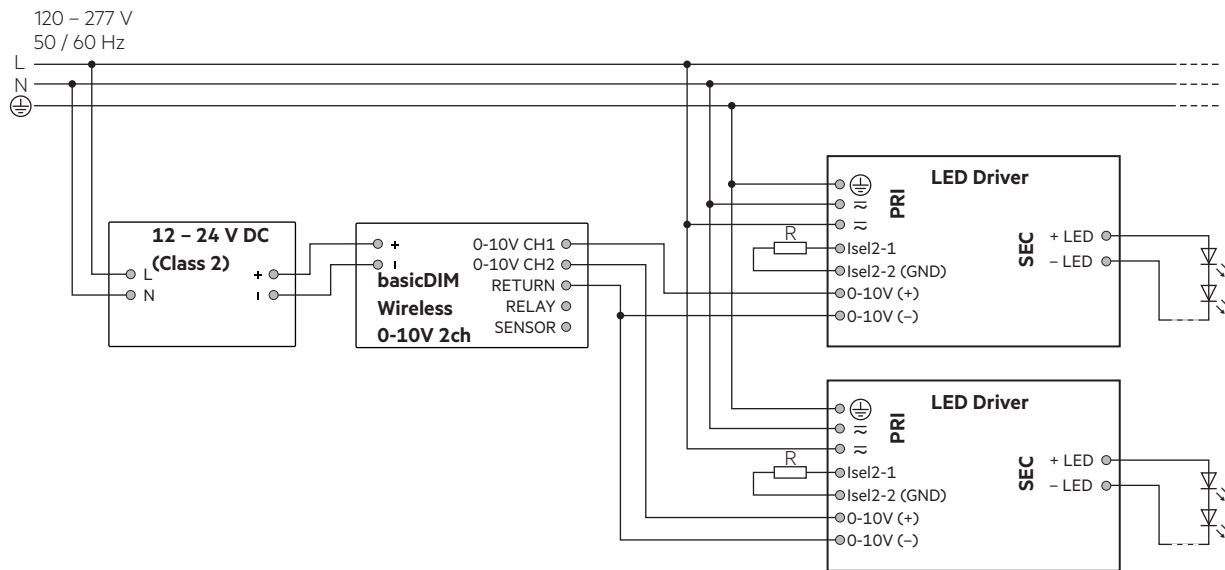 120 – 277 V
50 / 60 Hz
L
N
12 – 24 V DC
(Class 2)
L
N
+
–
+
–
basicDIM
Wireless
0-10V 2ch
0-10V CH1
0-10V CH2
RETURN
RELAY
SENSOR
LED Driver
PRI
R
Isel2-1
Isel2-2 (GND)
0-10V (+)
0-10V (–)
SEC
+ LED
– LED
LED Driver
PRI
R
Isel2-1
Isel2-2 (GND)
0-10V (+)
0-10V (–)
SEC
+ LED
– LED